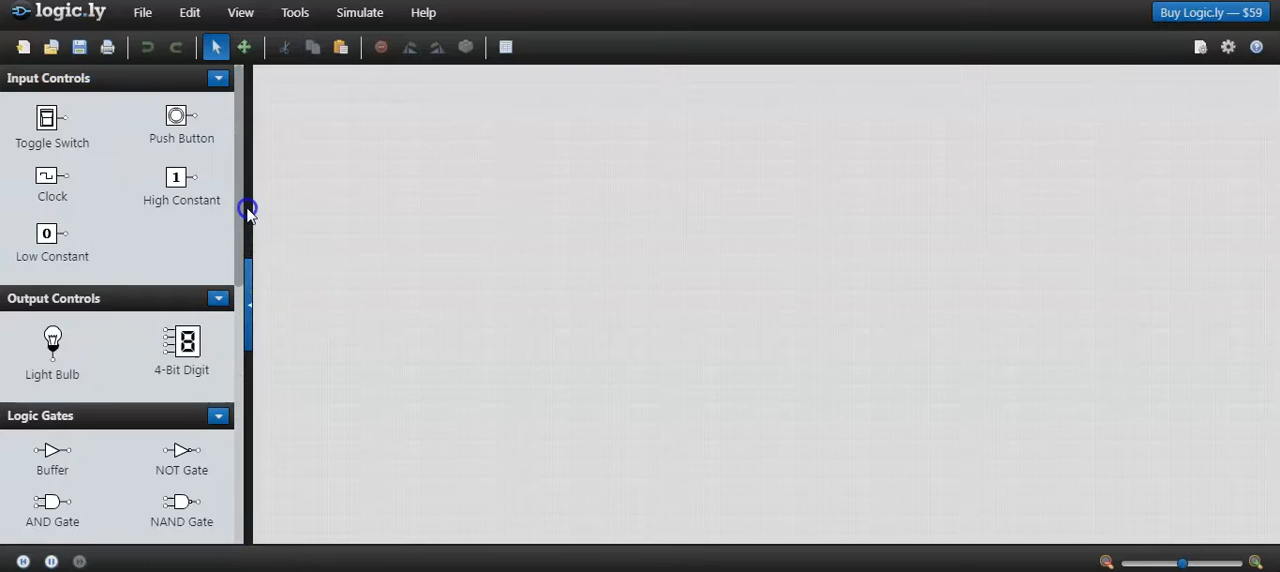 logic.ly File Edit View Tools Simulate Help Buy Logic.ly — $59
Input Controls
Toggle Switch Push Button
Clock 1 High Constant
0 Low Constant
Output Controls
Light Bulb 8 4-Bit Digit
Logic Gates
Buffer NOT Gate
AND Gate NAND Gate